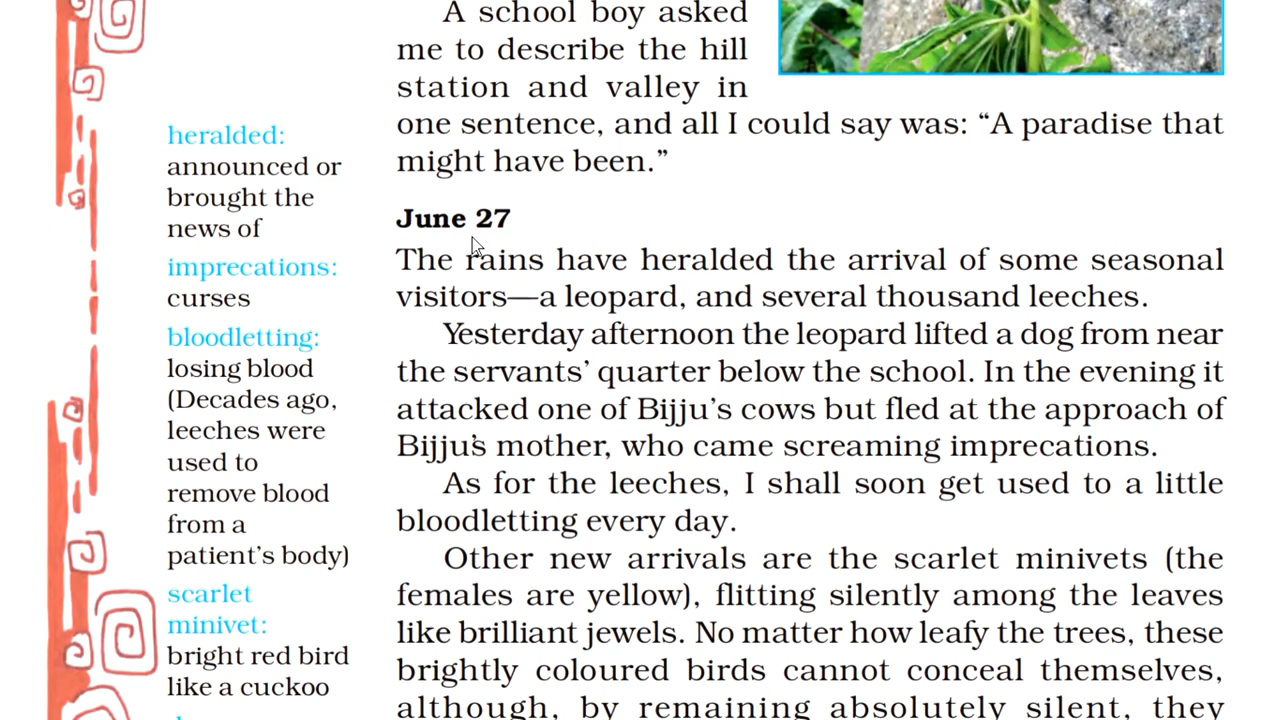 A school boy asked
me to describe the hill
station and valley in
one sentence, and all I could say was: “A paradise that
might have been.”
heralded:
announced or
brought the
news of
imprecations:
curses
bloodletting:
losing blood
(Decades ago,
leeches were
used to
remove blood
from a
patient’s body)
scarlet
minivet:
bright red bird
like a cuckoo
June 27
The rains have heralded the arrival of some seasonal
visitors—a leopard, and several thousand leeches.
Yesterday afternoon the leopard lifted a dog from near
the servants’ quarter below the school. In the evening it
attacked one of Bijju’s cows but fled at the approach of
Bijju’s mother, who came screaming imprecations.
As for the leeches, I shall soon get used to a little
bloodletting every day.
Other new arrivals are the scarlet minivets (the
females are yellow), flitting silently among the leaves
like brilliant jewels. No matter how leafy the trees, these
brightly coloured birds cannot conceal themselves,
although, by remaining absolutely silent, they